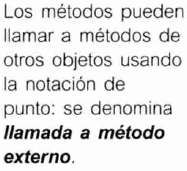 Los métodos pueden
llamar a métodos de
otros objetos usando
la notación de
punto: se denomina
llamada a método
externo.